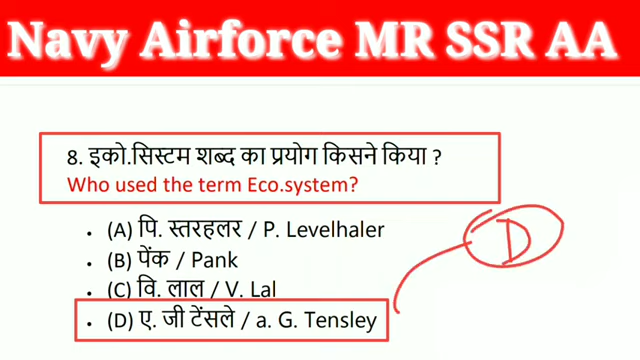 Navy Airforce MR SSR AA
8. इको.सिस्टम शब्द का प्रयोग किसने किया ?
Who used the term Eco.system?
• (A) पि. स्तरहलर / P. Levelhaler
• (B) पेंक / Pank
• (C) वि. लाल / V. Lal
• (D) ए. जी टेंसले / a. G. Tensley
D